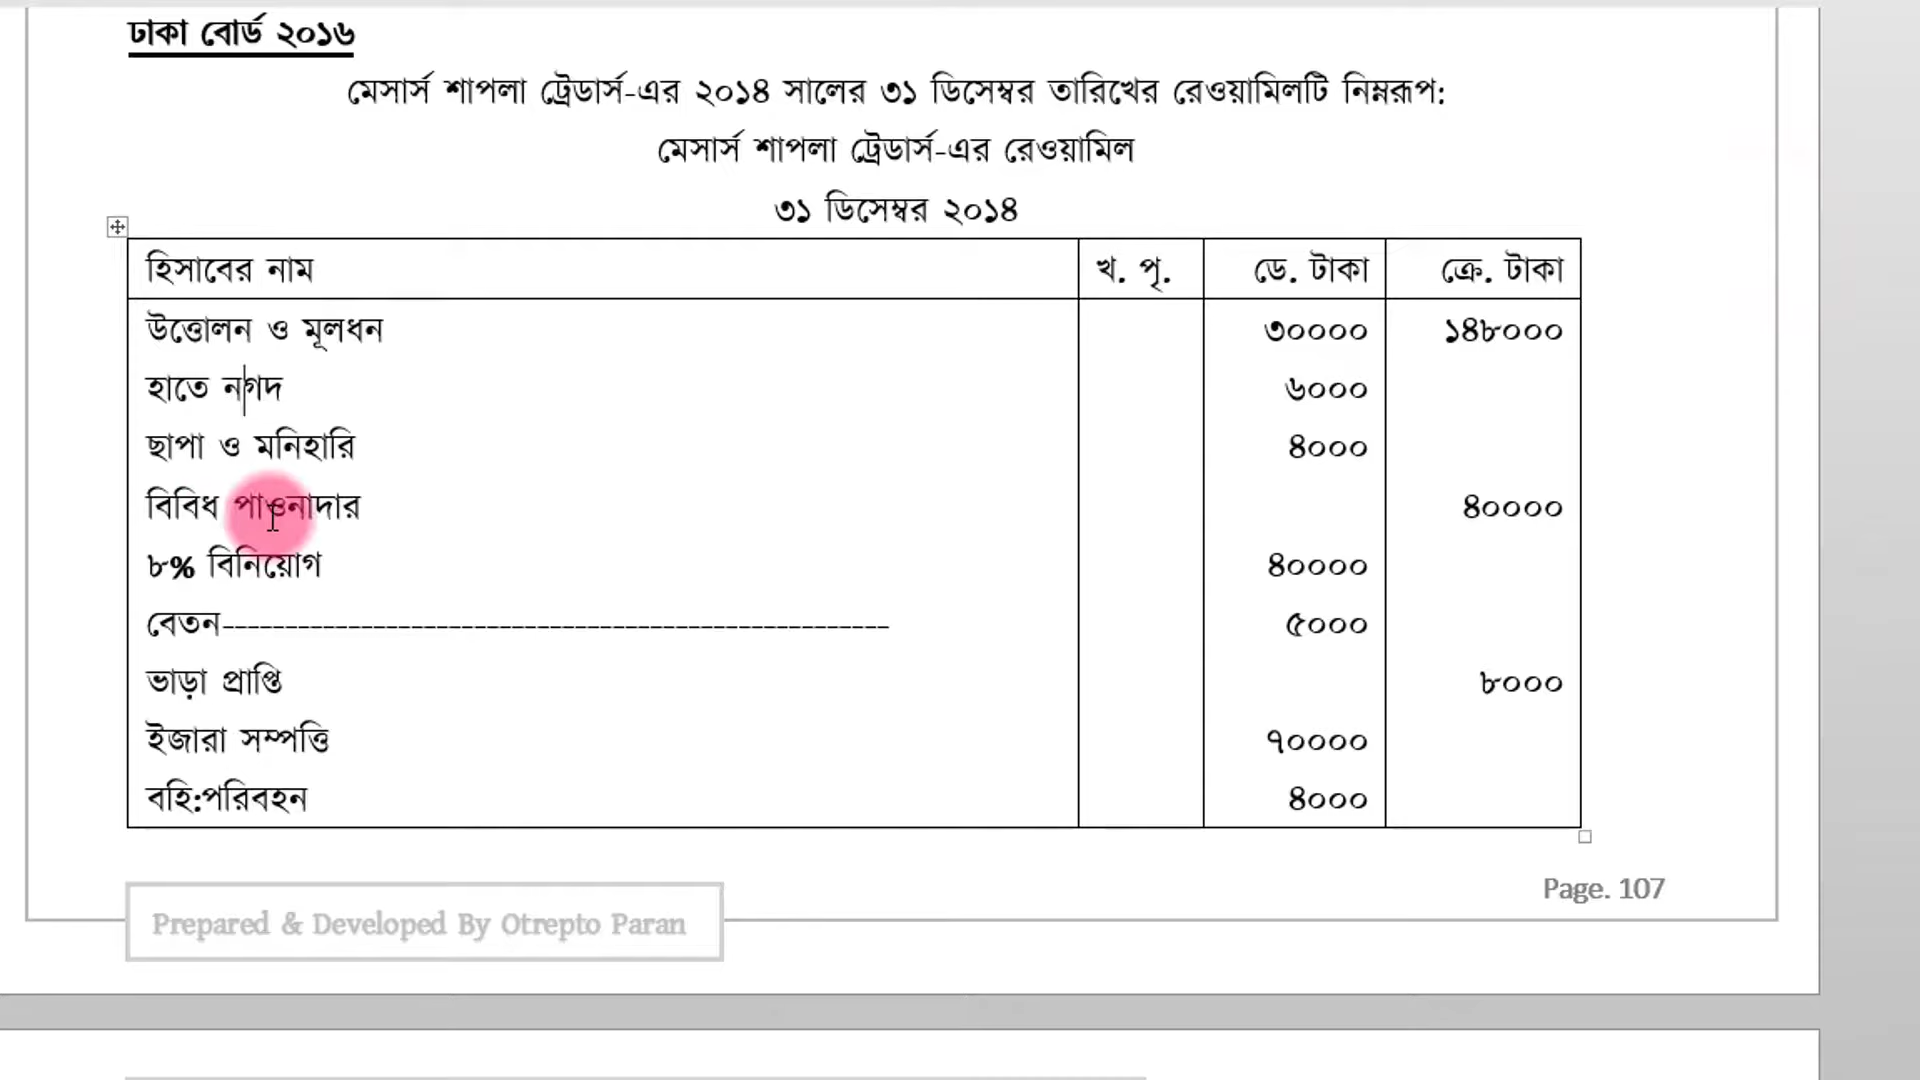 ঢাকা বোর্ড ২০১৬
মেসার্স শাপলা ট্রেডার্স-এর ২০১৪ সালের ৩১ ডিসেম্বর তারিখের রেওয়ামিলটি নিম্নরূপ:
মেসার্স শাপলা ট্রেডার্স-এর রেওয়ামিল
৩১ ডিসেম্বর ২০১৪
হিসাবের নাম খ. পৃ. ডে. টাকা ক্রে. টাকা
উত্তোলন ও মূলধন ৩০০০০ ১৪৮০০০
হাতে নগদ ৬০০০
ছাপা ও মনিহারি ৪০০০
বিবিধ পাওনাদার ৪০০০০
৮% বিনিয়োগ ৪০০০০
বেতন----------------------------------------------------- ৫০০০
ভাড়া প্রাপ্তি ৮০০০
ইজারা সম্পত্তি ৭০০০০
বহি:পরিবহন ৪০০০
Page. 107
Prepared & Developed By Otrepto Paran